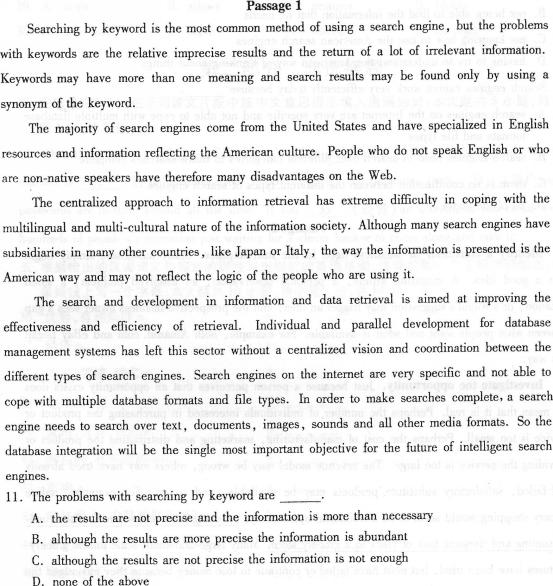 Passage 1
Searching by keyword is the most common method of using a search engine, but the problems
with keywords are the relative imprecise results and the return of a lot of irrelevant information.
Keywords may have more than one meaning and search results may be found only by using a
synonym of the keyword.
The majority of search engines come from the United States and have specialized in English
resources and information reflecting the American culture. People who do not speak English or who
are non-native speakers have therefore many disadvantages on the Web.
The centralized approach to information retrieval has extreme difficulty in coping with the
multilingual and multi-cultural nature of the information society. Although many search engines have
subsidiaries in many other countries, like Japan or Italy, the way the information is presented is the
American way and may not reflect the logic of the people who are using it.
The search and development in information and data retrieval is aimed at improving the
effectiveness and efficiency of retrieval. Individual and parallel development for database
management systems has left this sector without a centralized vision and coordination between the
different types of search engines. Search engines on the internet are very specific and not able to
cope with multiple database formats and file types. In order to make searches complete, a search
engine needs to search over text, documents, images, sounds and all other media formats. So the
database integration will be the single most important objective for the future of intelligent search
engines.
11. The problems with searching by keyword are ______.
A. the results are not precise and the information is more than necessary
B. although the results are more precise the information is abundant
C. although the results are not precise the information is not enough
D. none of the above